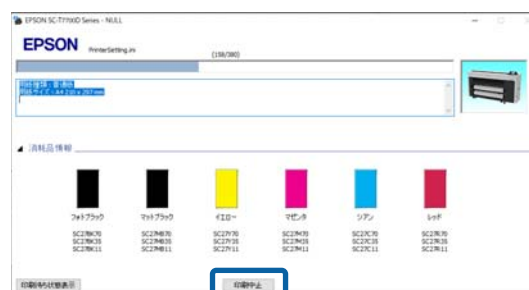 EPSON SC-T7700D Series - NULL
EPSON
PrinterSetting.ini
(158/380)
用紙種類：普通紙
用紙サイズ：A4 210 x 297 mm
消耗品情報
フォトブラック マットブラック イエロー マゼンタ シアン レッド
SC27BK70 SC27MB70 SC27Y70 SC27M70 SC27C70 SC27R70
SC27BK35 SC27MB35 SC27Y35 SC27M35 SC27C35 SC27R35
SC27BK11 SC27MB11 SC27Y11 SC27M11 SC27C11 SC27R11
印刷待ち状態表示 印刷中止